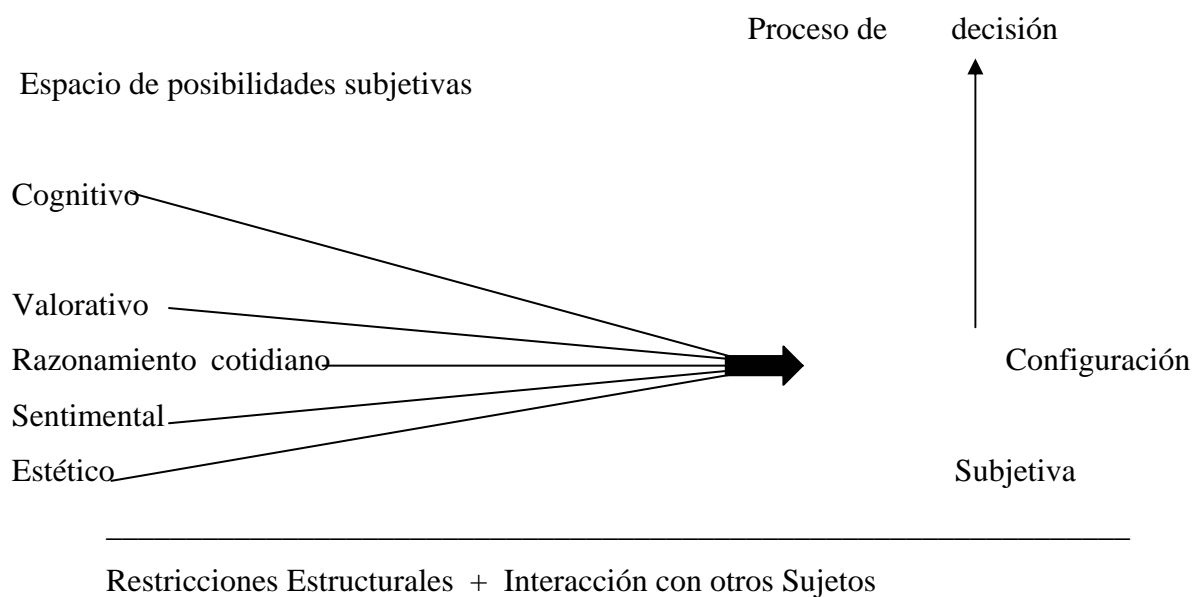 Proceso de decisión
Espacio de posibilidades subjetivas
Cognitivo
Valorativo
Razonamiento cotidiano
Configuración
Sentimental
Estético
Subjetiva
Restricciones Estructurales + Interacción con otros Sujetos